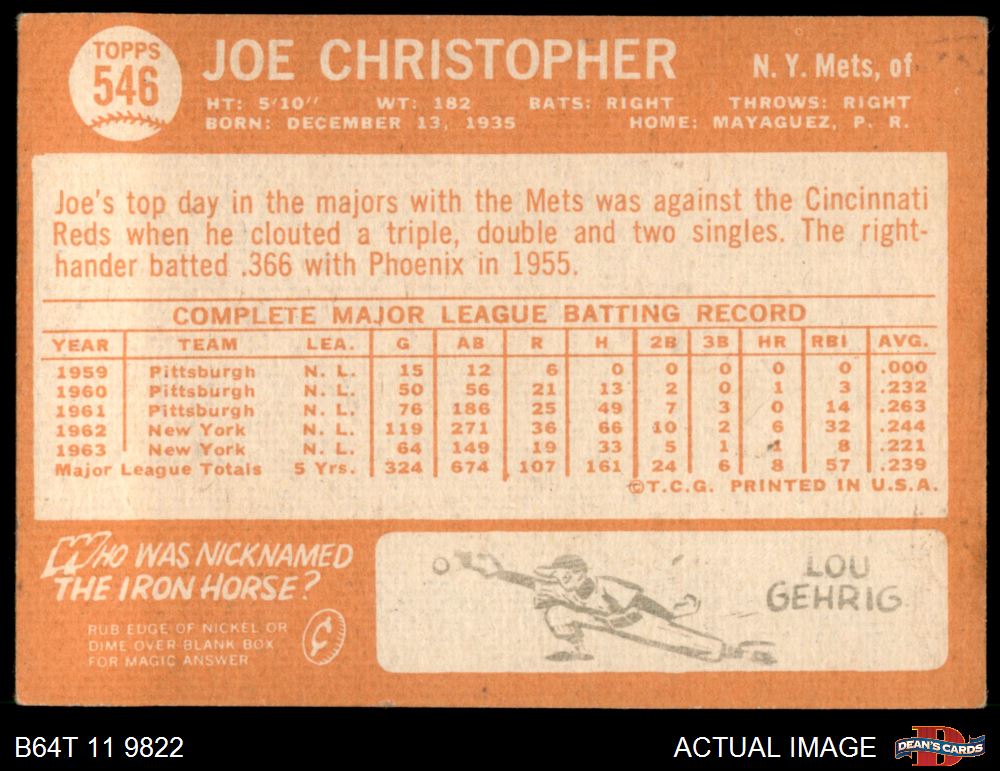 TOPPS
546
JOE CHRISTOPHER
N. Y. Mets, of
HT: 5'10" WT: 182 BATS: RIGHT THROWS: RIGHT
BORN: DECEMBER 13, 1935 HOME: MAYAGUEZ, P. R.
Joe's top day in the majors with the Mets was against the Cincinnati
Reds when he clouted a triple, double and two singles. The right-
hander batted .366 with Phoenix in 1955.
COMPLETE MAJOR LEAGUE BATTING RECORD
YEAR TEAM LEA. G AB R H 2B 3B HR RBI AVG.
1959 Pittsburgh N. L. 15 12 6 0 0 0 0 0 .000
1960 Pittsburgh N. L. 50 56 21 13 2 0 1 3 .232
1961 Pittsburgh N. L. 76 186 25 49 7 3 0 14 .263
1962 New York N. L. 119 271 36 66 10 2 6 32 .244
1963 New York N. L. 64 149 19 33 5 1 1 8 .221
Major League Totals 5 Yrs. 324 674 107 161 24 6 8 57 .239
©T.C.G. PRINTED IN U.S.A.
WHO WAS NICKNAMED
THE IRON HORSE?
RUB EDGE OF NICKEL OR
DIME OVER BLANK BOX
FOR MAGIC ANSWER
¢
LOU
GEHRIG
B64T 11 9822
ACTUAL IMAGE
D
DEAN'S CARDS